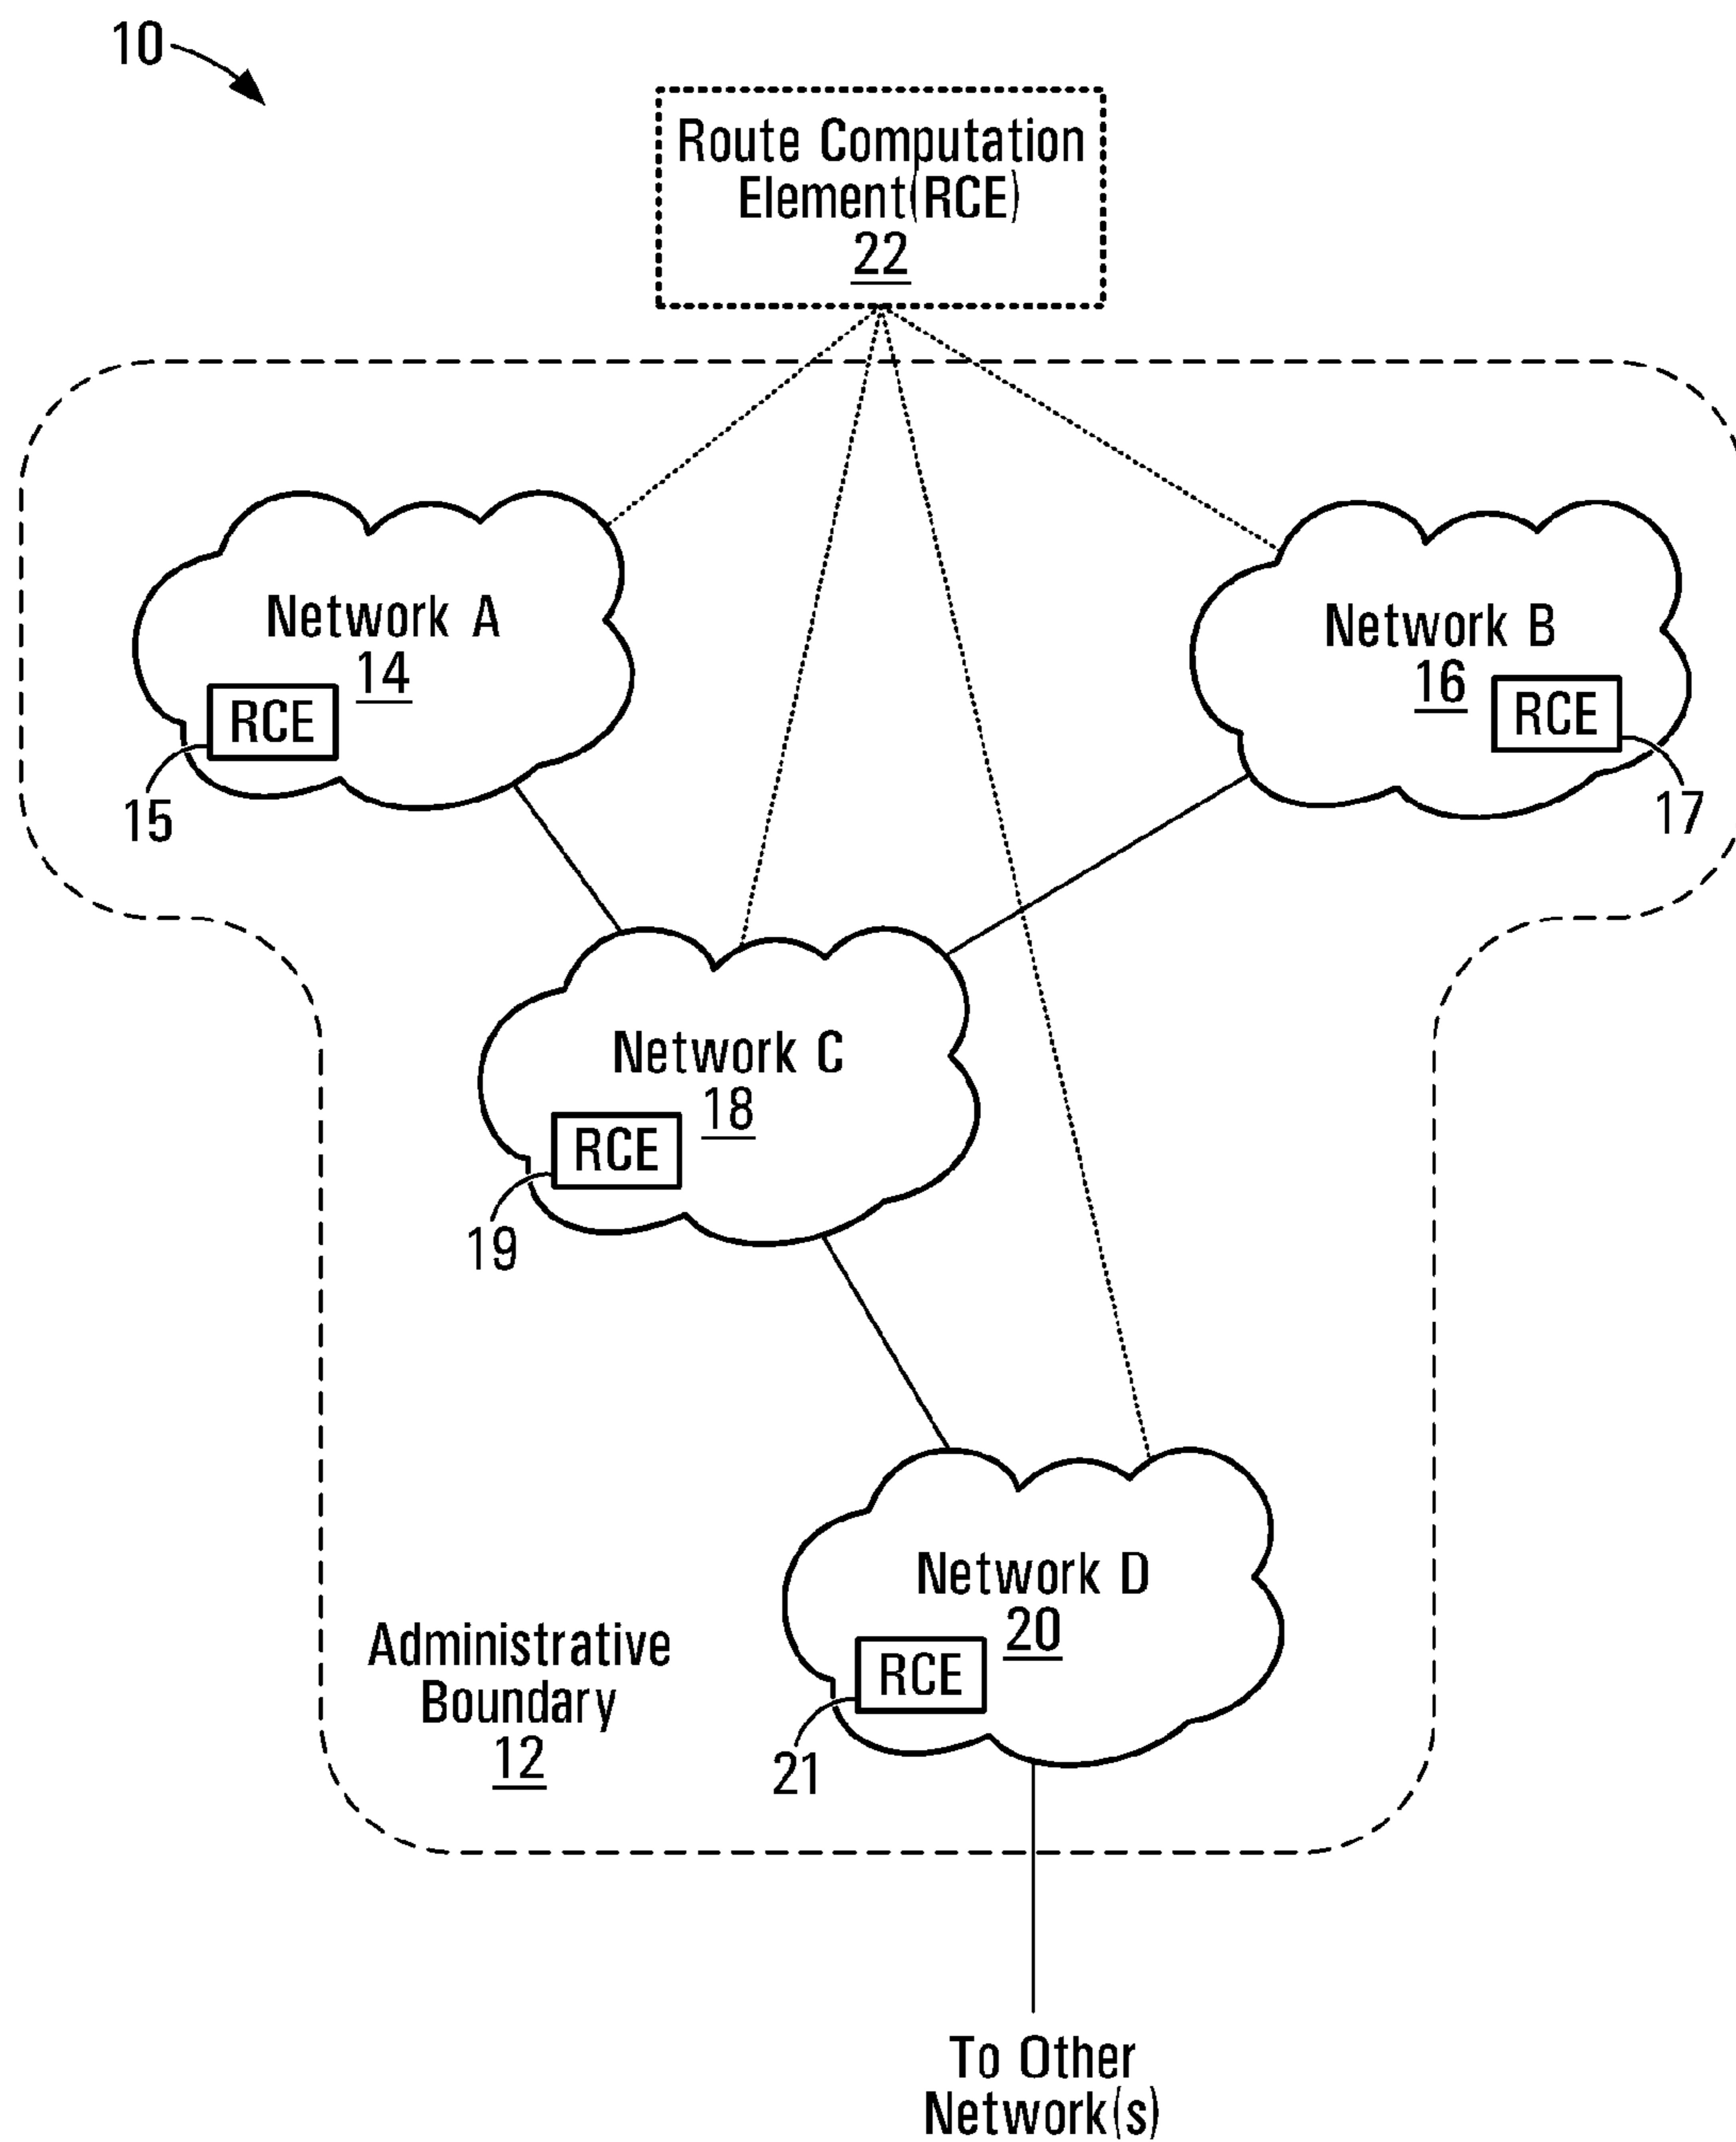 10
Route Computation
Element(RCE)
22
Network A
14
RCE
15
Network B
16
RCE
17
Network C
18
RCE
19
Network D
20
RCE
21
Administrative
Boundary
12
To Other
Network(s)